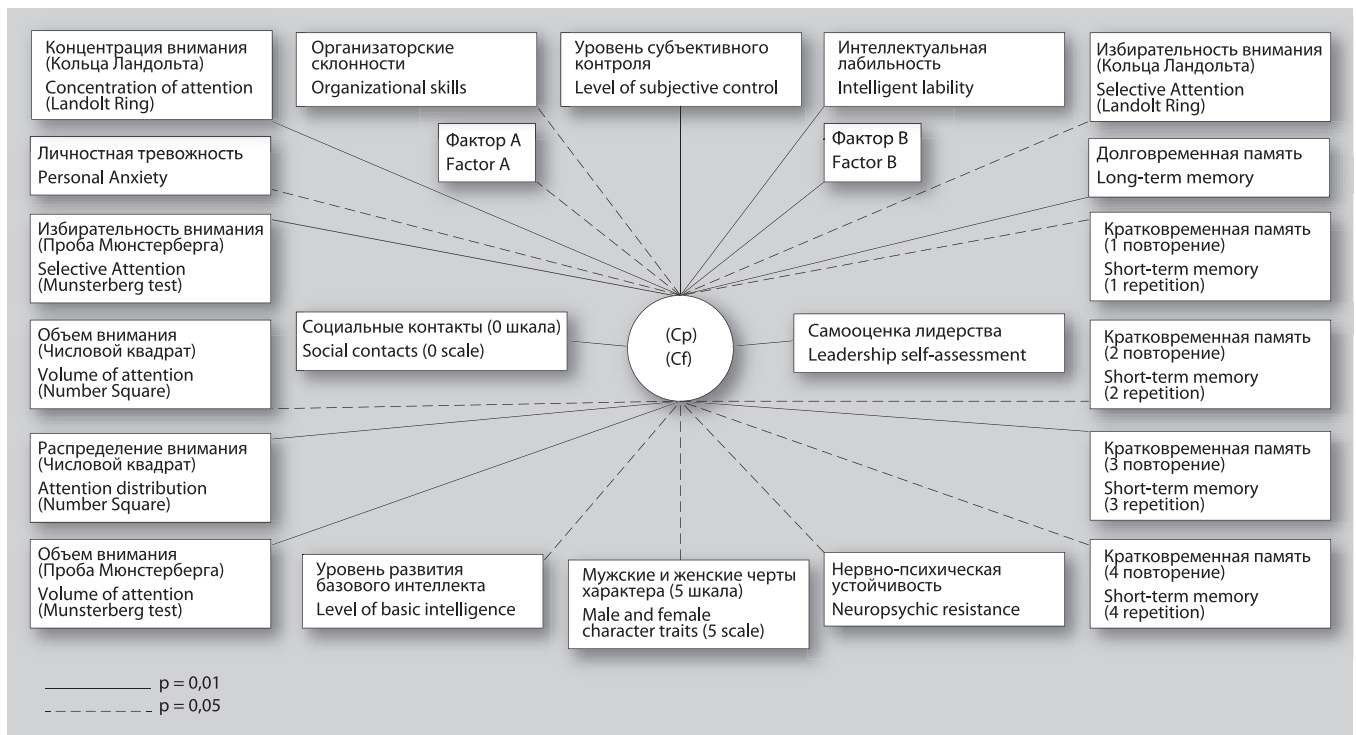 Концентрация внимания
(Кольца Ландольта)
Concentration of attention
(Landolt Ring)
Организаторские
склонности
Organizational skills
Уровень субъективного
контроля
Level of subjective control
Интеллектуальная
лабильность
Intelligent lability
Избирательность внимания
(Кольца Ландольта)
Selective Attention
(Landolt Ring)
Личностная тревожность
Personal Anxiety
Фактор А
Factor A
Фактор В
Factor B
Долговременная память
Long-term memory
Избирательность внимания
(Проба Мюнстерберга)
Selective Attention
(Munsterberg test)
Кратковременная память
(1 повторение)
Short-term memory
(1 repetition)
Объем внимания
(Числовой квадрат)
Volume of attention
(Number Square)
Социальные контакты (0 шкала)
Social contacts (0 scale)
(Ср)
(Cf)
Самооценка лидерства
Leadership self-assessment
Кратковременная память
(2 повторение)
Short-term memory
(2 repetition)
Распределение внимания
(Числовой квадрат)
Attention distribution
(Number Square)
Кратковременная память
(3 повторение)
Short-term memory
(3 repetition)
Объем внимания
(Проба Мюнстерберга)
Volume of attention
(Munsterberg test)
Уровень развития
базового интеллекта
Level of basic intelligence
Мужские и женские черты
характера (5 шкала)
Male and female
character traits (5 scale)
Нервно-психическая
устойчивость
Neuropsychic resistance
Кратковременная память
(4 повторение)
Short-term memory
(4 repetition)
p = 0,01
p = 0,05